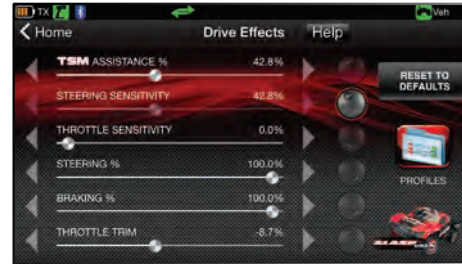 TX Veh
Home Drive Effects Help
TSM ASSISTANCE % 42.8%
RESET TO
DEFAULTS
STEERING SENSITIVITY 42.8%
THROTTLE SENSITIVITY 0.0%
STEERING % 100.0%
PROFILES
BRAKING % 100.0%
THROTTLE TRIM -8.7%
SLASH